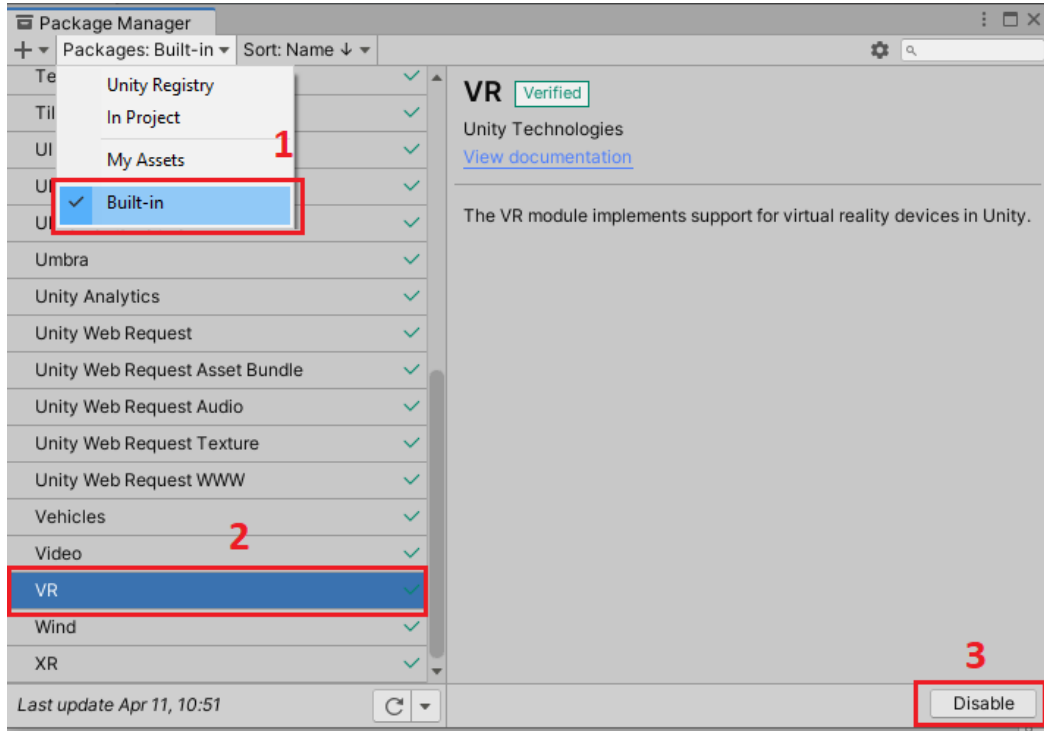 Package Manager
Packages: Built-in Sort: Name ↓
Te
Til
UI
Unity Registry
In Project
My Assets
Built-in
1
Umbra
Unity Analytics
Unity Web Request
Unity Web Request Asset Bundle
Unity Web Request Audio
Unity Web Request Texture
Unity Web Request WWW
Vehicles
2
Video
VR
Wind
XR
Last update Apr 11, 10:51
VR Verified
Unity Technologies
View documentation
The VR module implements support for virtual reality devices in Unity.
3
Disable